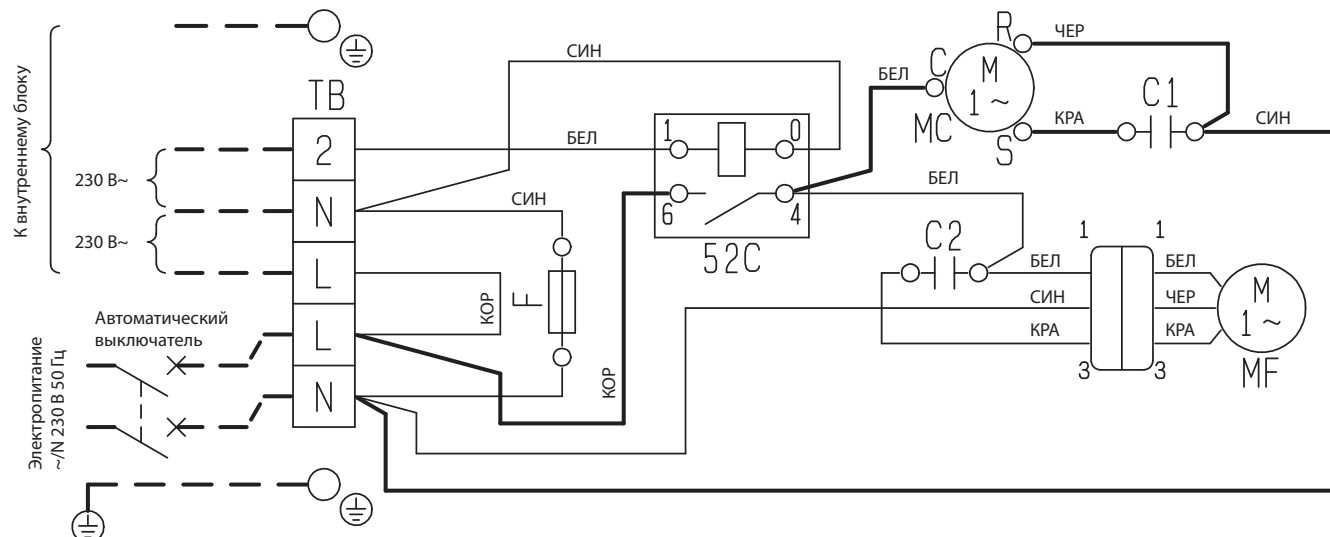 К внутреннему блоку
230 В~
230 В~
Автоматический
выключатель
Электропитание
~/N 230 В 50 Гц
TB
2
N
L
L
N
СИН
БЕЛ
СИН
КОР
F
КОР
1
0
6
4
52C
БЕЛ
C
R
M
1 ~
MC
S
ЧЕР
КРА
C1
СИН
БЕЛ
C2
БЕЛ
СИН
КРА
1
1
3
3
БЕЛ
ЧЕР
КРА
M
1 ~
MF